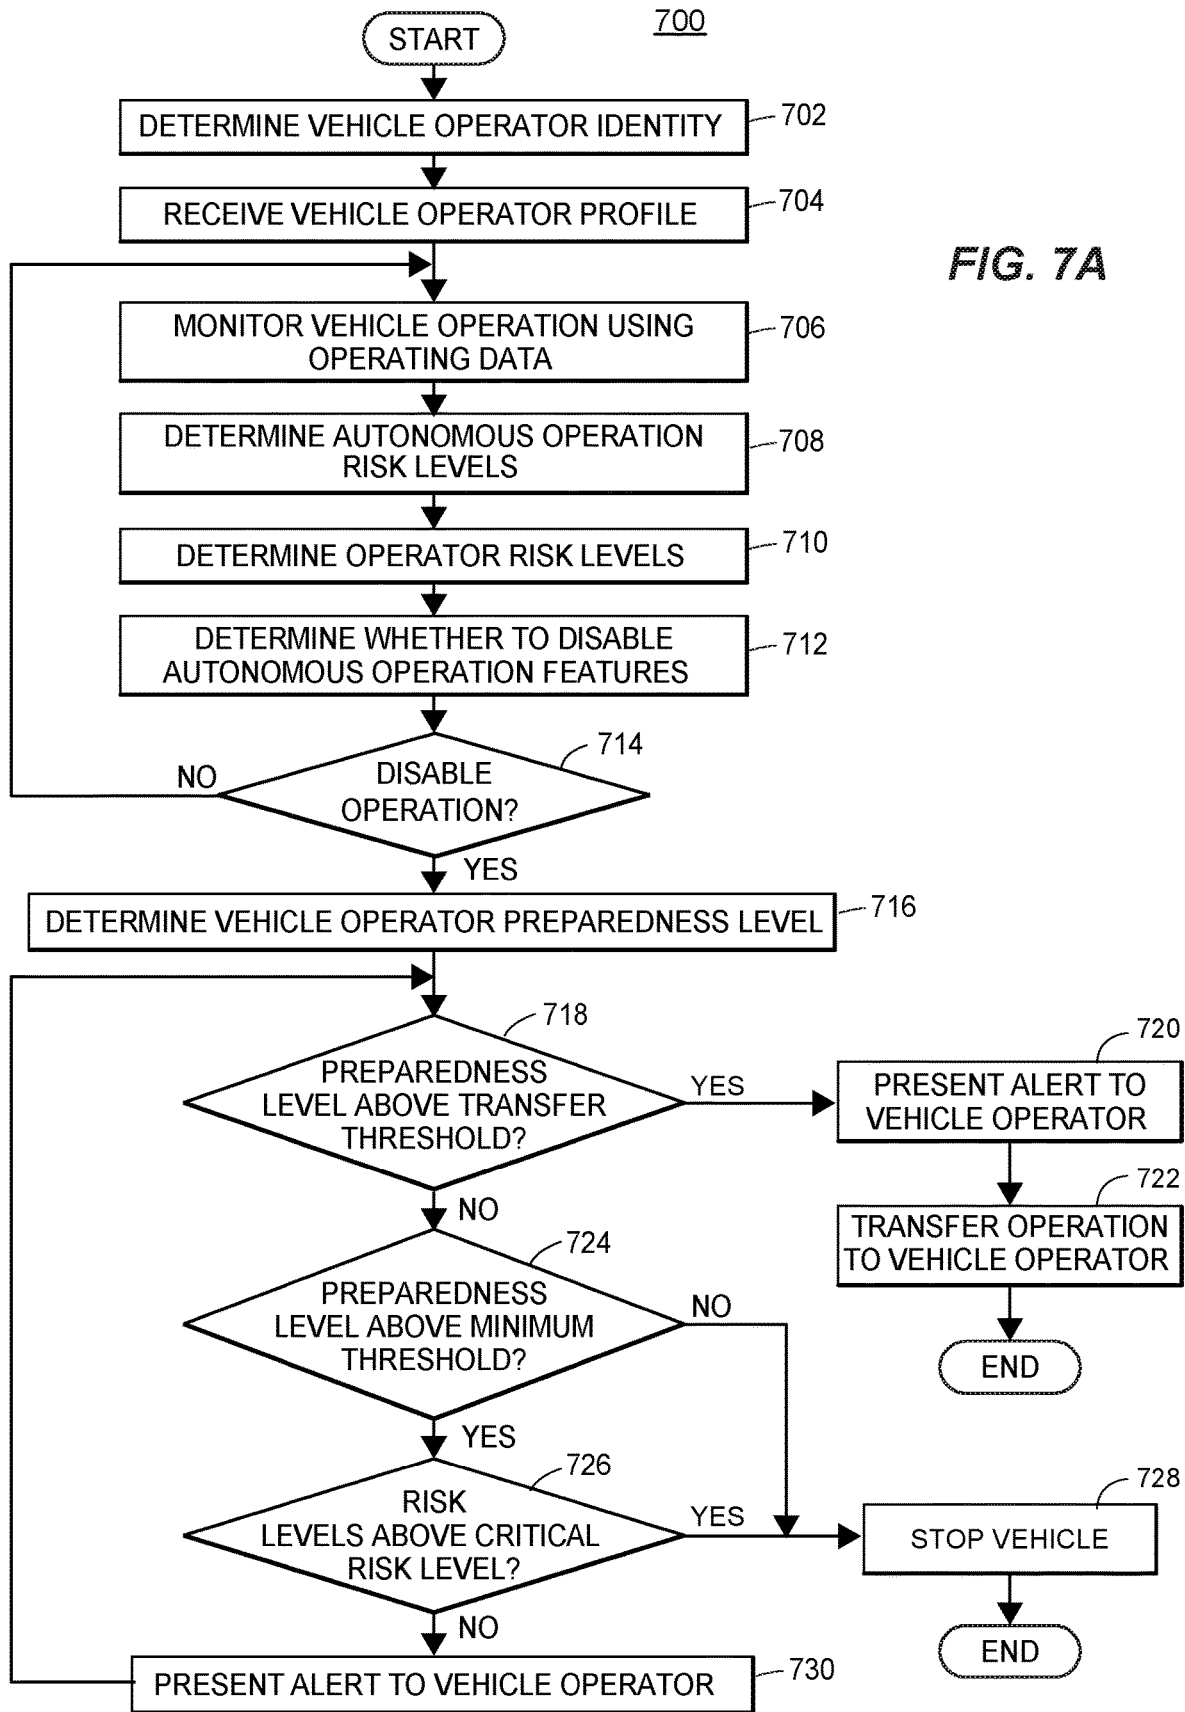 700
START
DETERMINE VEHICLE OPERATOR IDENTITY
702
RECEIVE VEHICLE OPERATOR PROFILE
704
FIG. 7A
MONITOR VEHICLE OPERATION USING
OPERATING DATA
706
DETERMINE AUTONOMOUS OPERATION
RISK LEVELS
708
DETERMINE OPERATOR RISK LEVELS
710
DETERMINE WHETHER TO DISABLE
AUTONOMOUS OPERATION FEATURES
712
714
NO
DISABLE
OPERATION?
YES
DETERMINE VEHICLE OPERATOR PREPAREDNESS LEVEL
716
718
PREPAREDNESS
LEVEL ABOVE TRANSFER
THRESHOLD?
YES
720
PRESENT ALERT TO
VEHICLE OPERATOR
722
TRANSFER OPERATION
TO VEHICLE OPERATOR
END
NO
724
PREPAREDNESS
LEVEL ABOVE MINIMUM
THRESHOLD?
NO
YES
726
RISK
LEVELS ABOVE CRITICAL
RISK LEVEL?
YES
728
STOP VEHICLE
END
NO
PRESENT ALERT TO VEHICLE OPERATOR
730